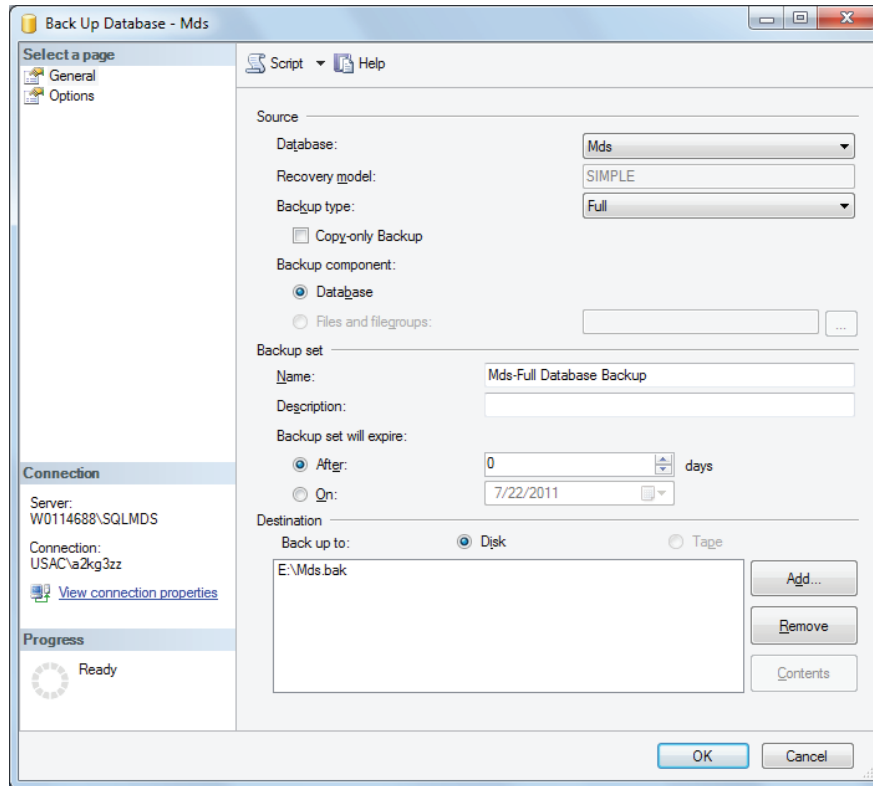 Back Up Database - Mds
Select a page
General
Options
Script
Help
Source
Database:
Mds
Recovery model:
SIMPLE
Backup type:
Full
Copy-only Backup
Backup component:
Database
Files and filegroups:
...
Backup set
Name:
Mds-Full Database Backup
Description:
Backup set will expire:
After:
0
days
On:
7/22/2011
Destination
Back up to:
Disk
Tape
E:\Mds.bak
Add...
Remove
Contents
Connection
Server:
W0114688\SQLMDS
Connection:
USAC\a2kg3zz
View connection properties
Progress
Ready
OK
Cancel